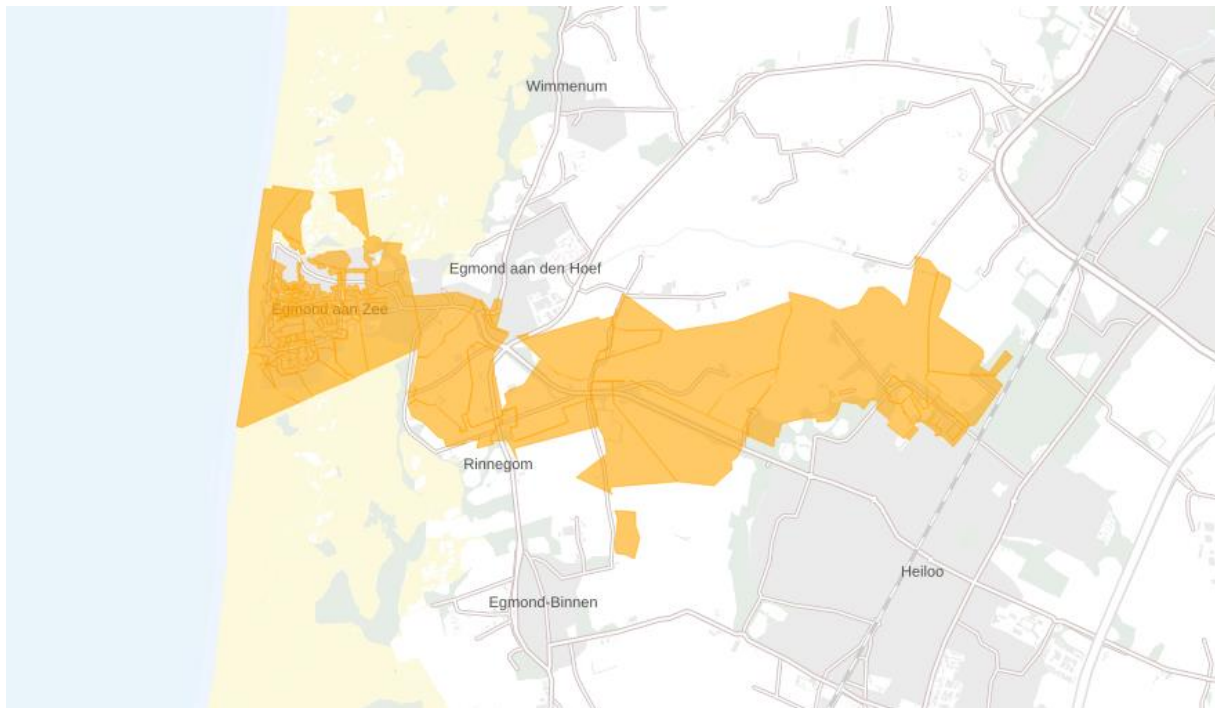 Wimmenum
Egmond aan den Hoef
Egmond aan Zee
Rinnegom
Heiloo
Egmond-Binnen